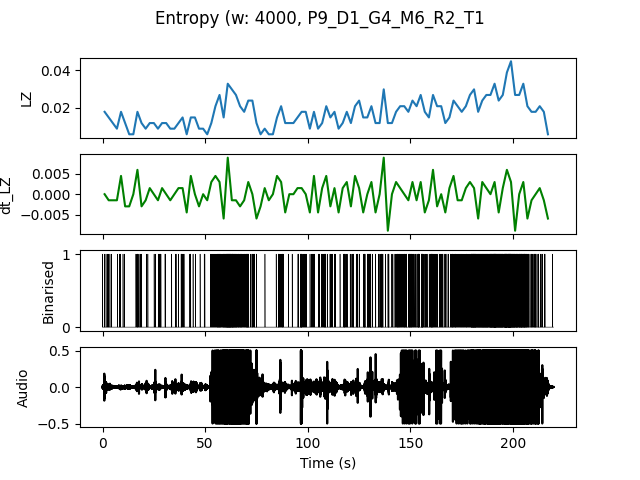 Entropy (w: 4000, P9_D1_G4_M6_R2_T1
0.04
0.02
LZ
0.005
0.000
−0.005
dt_LZ
1
0
Binarised
0.5
0.0
−0.5
Audio
0 50 100 150 200
Time (s)